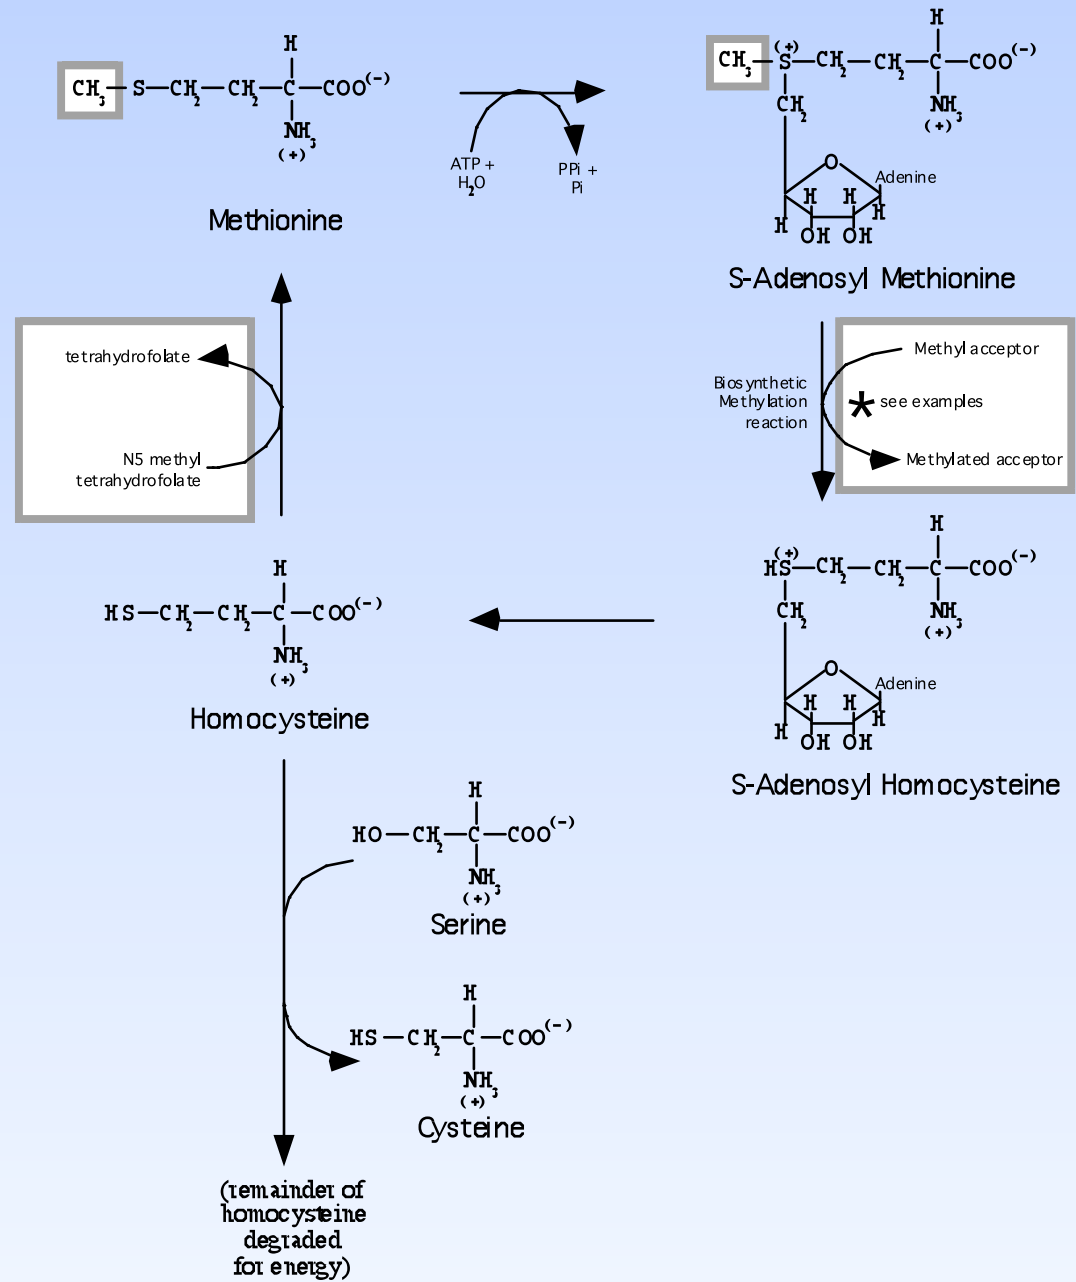 H
CH3—S—CH2—CH2—C—COO(-)
NH3
(+)
Methionine
ATP +
H2O
PPi +
Pi
H
CH3—S(+)—CH2—CH2—C—COO(-)
CH2
NH3
(+)
O
Adenine
H H
H H
OH OH
S-Adenosyl Methionine
tetrahydrofolate
N5 methyl
tetrahydrofolate
Biosynthetic
Methylation
reaction
Methyl acceptor
* see examples
Methylated acceptor
H
HS(+)—CH2—CH2—C—COO(-)
CH2
NH3
(+)
O
Adenine
H H
H H
OH OH
S-Adenosyl Homocysteine
H
HS—CH2—CH2—C—COO(-)
NH3
(+)
Homocysteine
H
HO—CH2—C—COO(-)
NH3
(+)
Serine
H
HS—CH2—C—COO(-)
NH3
(+)
Cysteine
(remainder of
homocysteine
degraded
for energy)